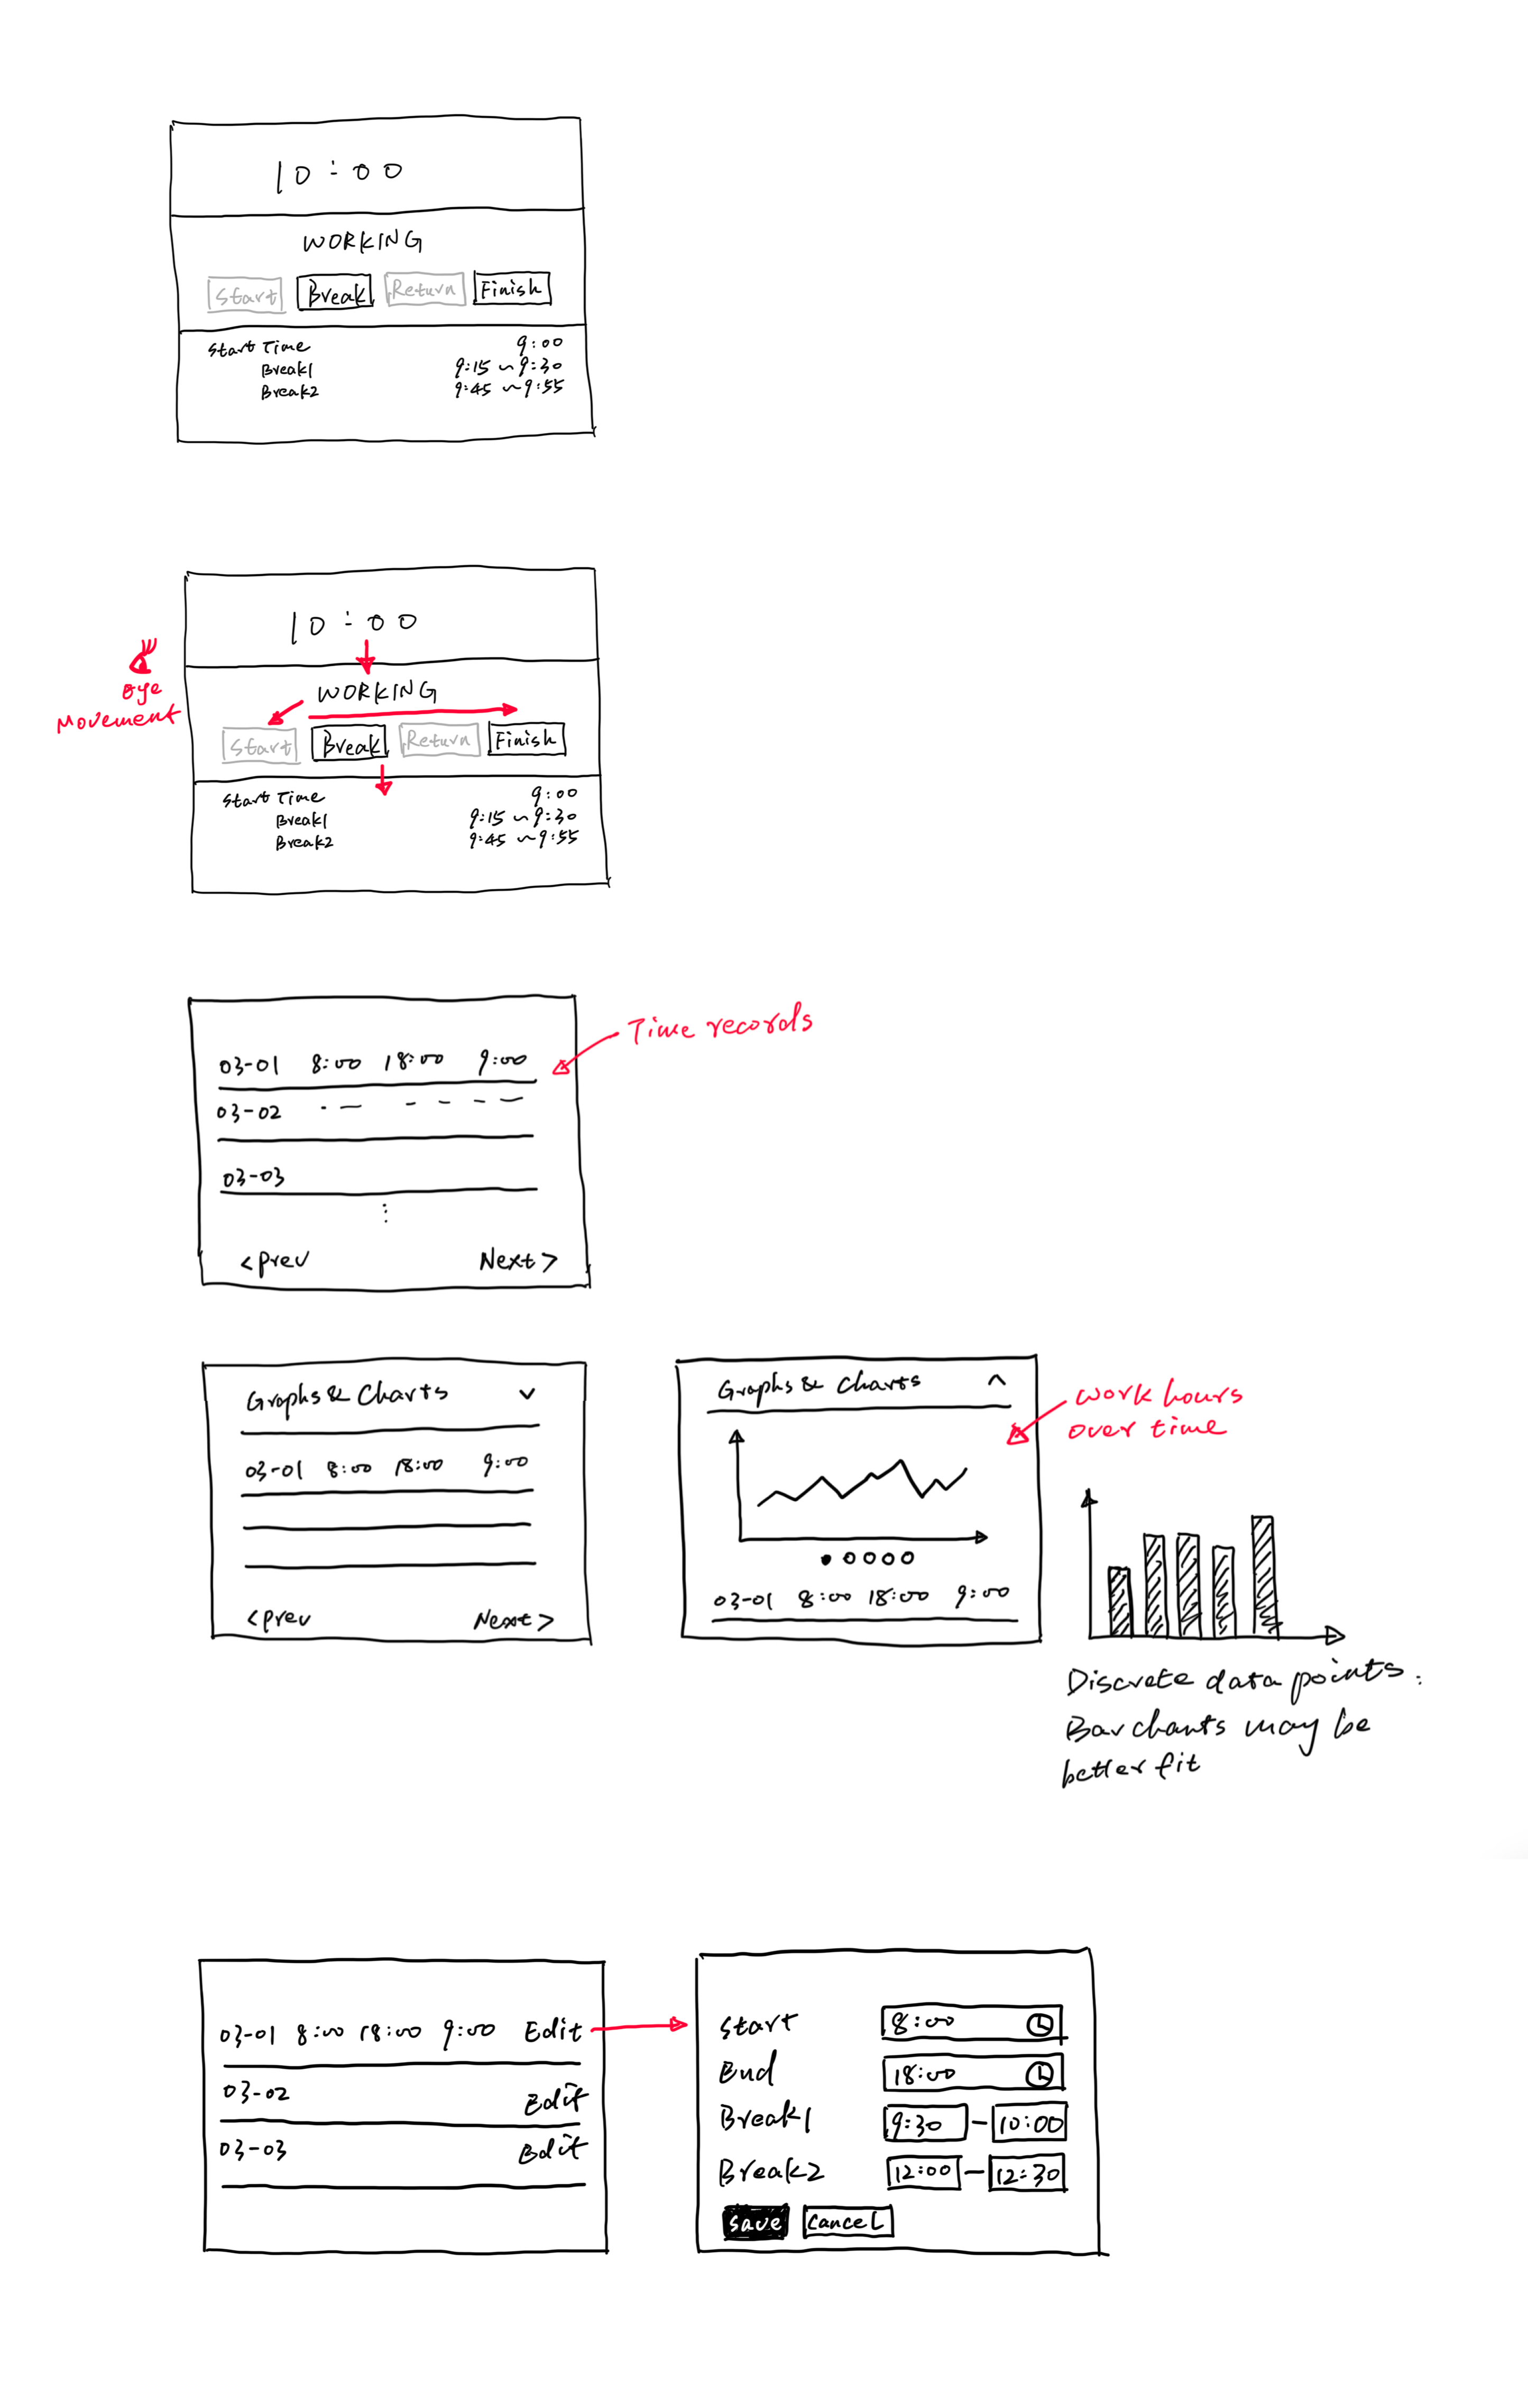 10:00
WORKING
Start Break Return Finish
Start Time 9:00
Break1 9:15 ~ 9:30
Break2 9:45 ~ 9:55
10:00
eye
Movement
WORKING
Start Break Return Finish
Start Time 9:00
Break1 9:15 ~ 9:30
Break2 9:45 ~ 9:55
Time records
03-01 8:00 18:00 9:00
03-02
03-03
<Prev Next>
Graphs & Charts
03-01 8:00 18:00 9:00
<Prev Next>
Graphs & Charts
03-01 8:00 18:00 9:00
Work hours
over time
Discrete data points.
Bar charts may be
better fit
03-01 8:00 18:00 9:00 Edit
03-02 Edit
03-03 Edit
Start 8:00
End 18:00
Break1 9:30 - 10:00
Break2 12:00 - 12:30
Save Cancel